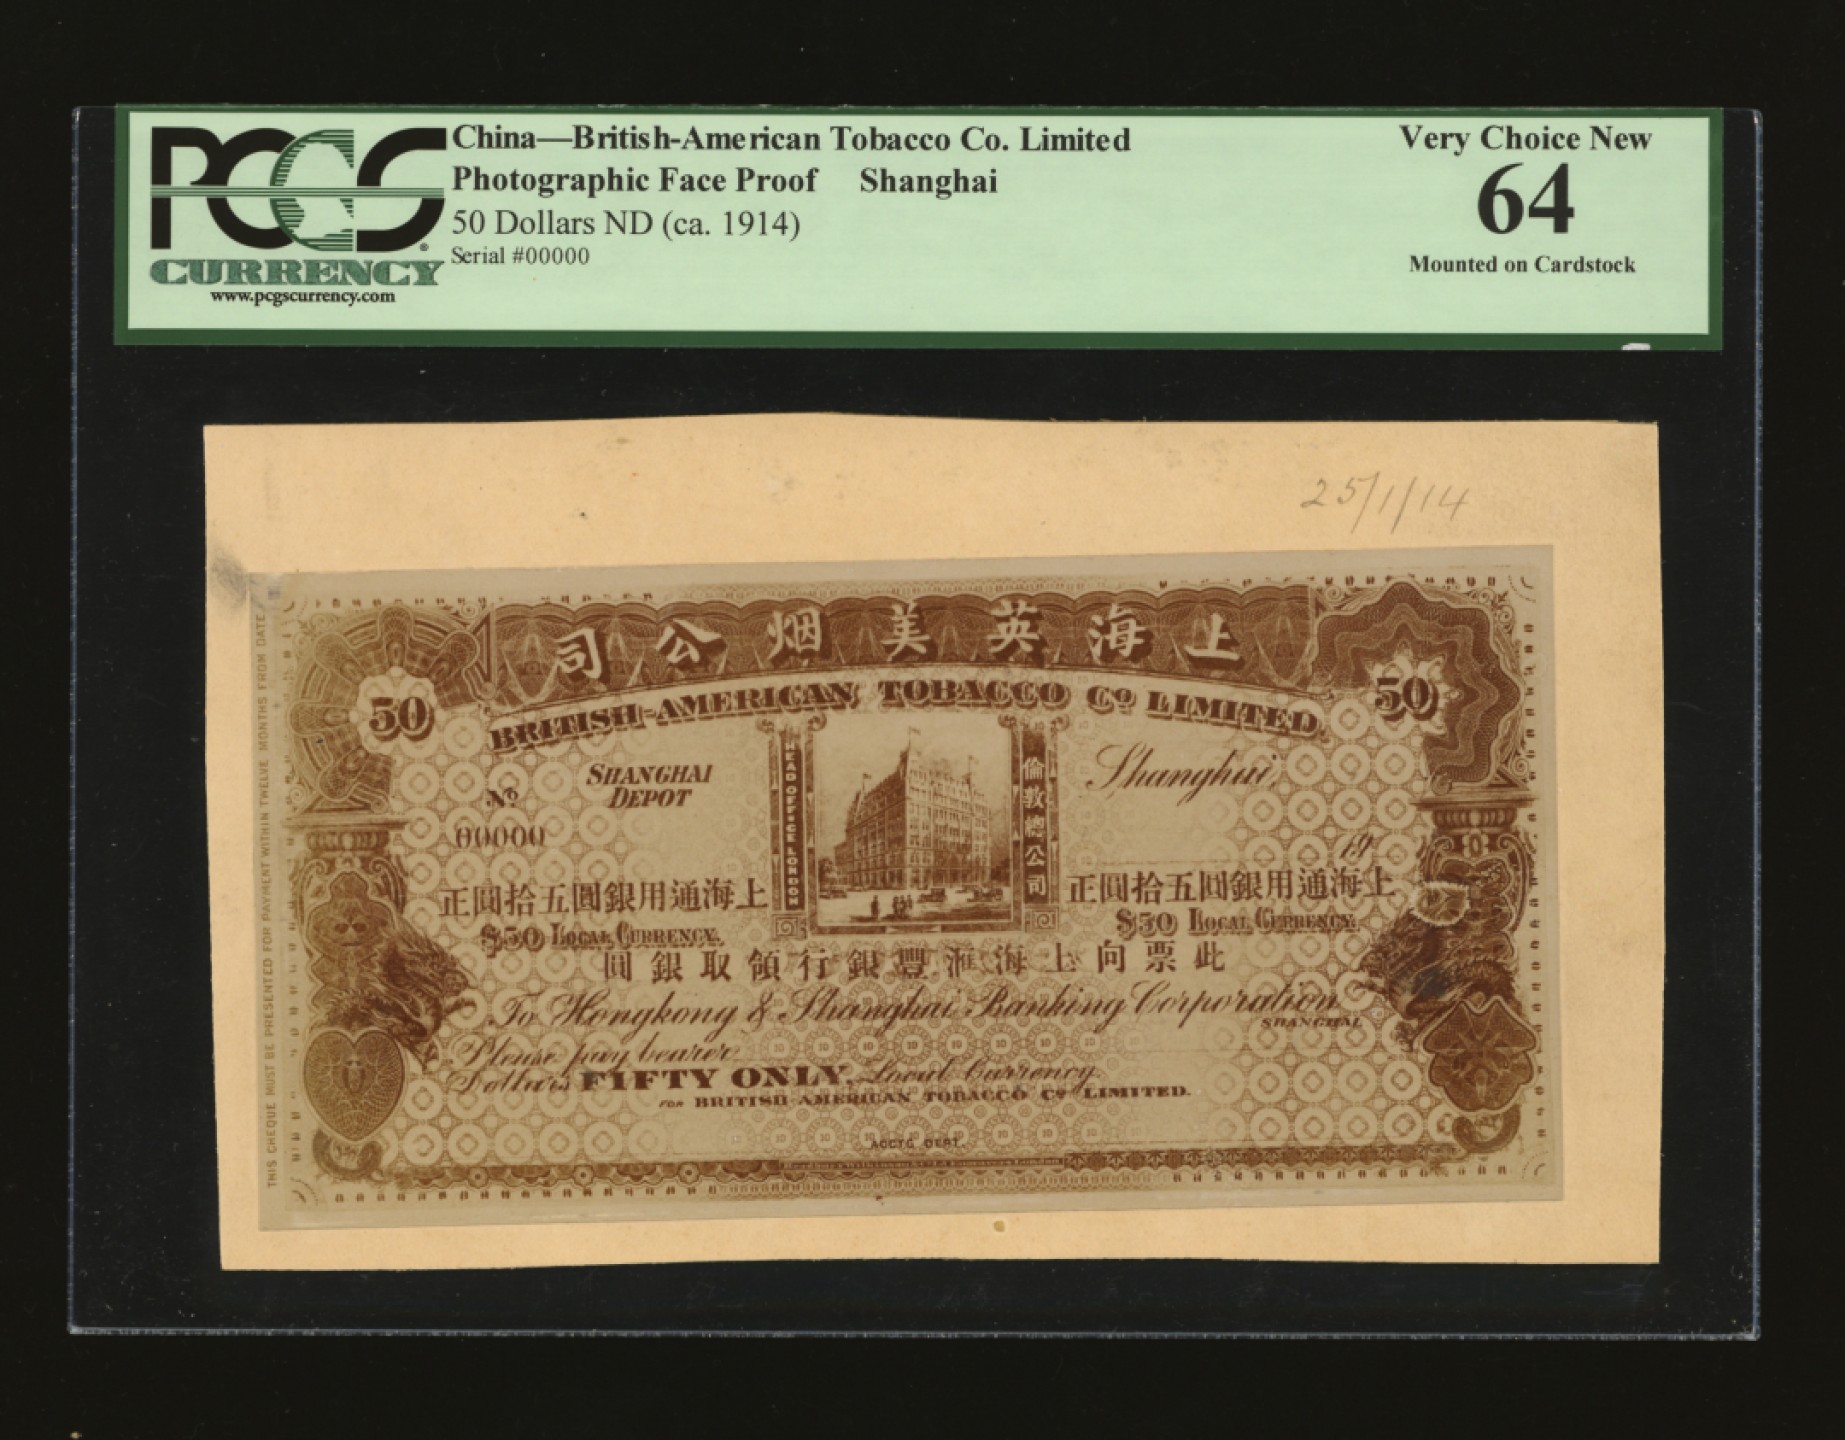 PCGS
CURRENCY
www.pcgscurrency.com
China—British-American Tobacco Co. Limited
Photographic Face Proof Shanghai
50 Dollars ND (ca. 1914)
Serial #00000
Very Choice New
64
Mounted on Cardstock
25/1/14
THIS CHEQUE MUST BE PRESENTED FOR PAYMENT WITHIN TWELVE MONTHS FROM DATE
司公烟美英海上
50
50
BRITISH-AMERICAN TOBACCO Co. LIMITED.
SHANGHAI
DEPOT
No
00000
HEAD OFFICE LONDON
倫敦總公司
Shanghai,
19
正圓拾五圓銀用通海上
正圓拾五圓銀用通海上
$50 LOCAL CURRENCY.
$50 LOCAL CURRENCY.
圓銀取領行銀豐滙海上向票此
To Hongkong & Shanghai Banking Corporation
SHANGHAI
Please pay bearer
Dollars FIFTY ONLY, Local Currency.
FOR BRITISH-AMERICAN TOBACCO Co. LIMITED.
ACCTG DEPT.